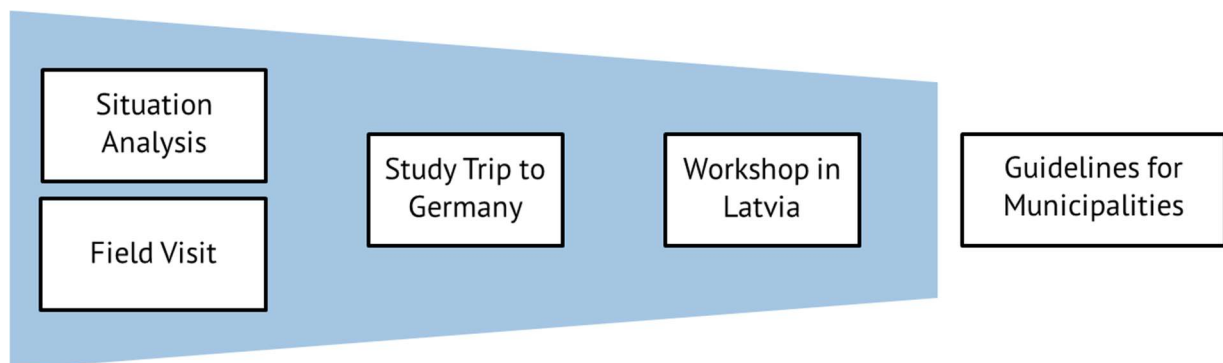 Situation
Analysis
Field Visit
Study Trip to
Germany
Workshop in
Latvia
Guidelines for
Municipalities